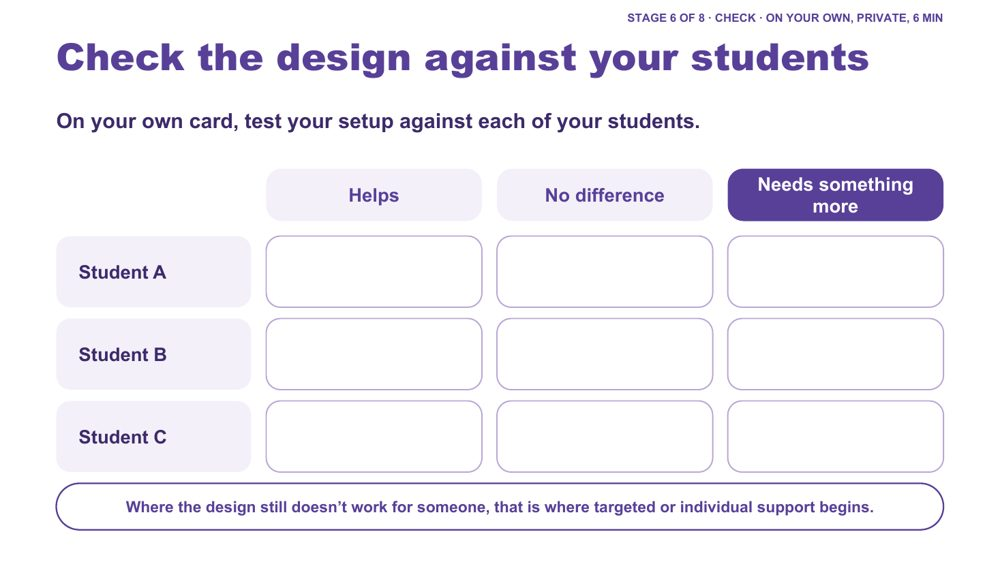 STAGE 6 OF 8 · CHECK · ON YOUR OWN, PRIVATE, 6 MIN
Check the design against your students
On your own card, test your setup against each of your students.
Helps
No difference
Needs something
more
Student A
Student B
Student C
Where the design still doesn’t work for someone, that is where targeted or individual support begins.